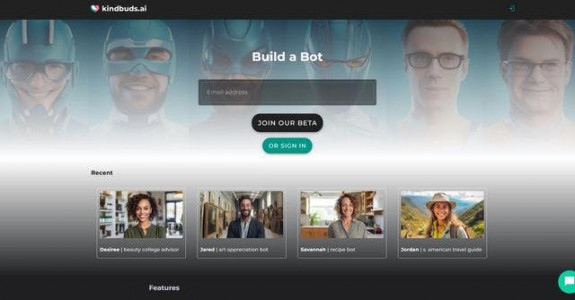 kindbuds.ai
Build a Bot
Email address
JOIN OUR BETA
OR SIGN IN
Recent
Desiree | beauty college advisor
Jared | art appreciation bot
Savannah | recipe bot
Jordan | s. american travel guide
Features